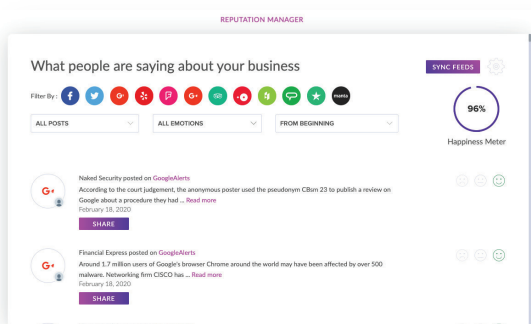 REPUTATION MANAGER
What people are saying about your business
SYNC FEEDS
Filter By :
manta
96%
ALL POSTS
ALL EMOTIONS
FROM BEGINNING
Happiness Meter
Naked Security posted on GoogleAlerts
According to the court judgement, the anonymous poster used the pseudonym CBsm 23 to publish a review on
Google about a procedure they had ... Read more
February 18, 2020
SHARE
Financial Express posted on GoogleAlerts
Around 1.7 million users of Google's browser Chrome around the world may have been affected by over 500
malware. Networking firm CISCO has ... Read more
February 18, 2020
SHARE